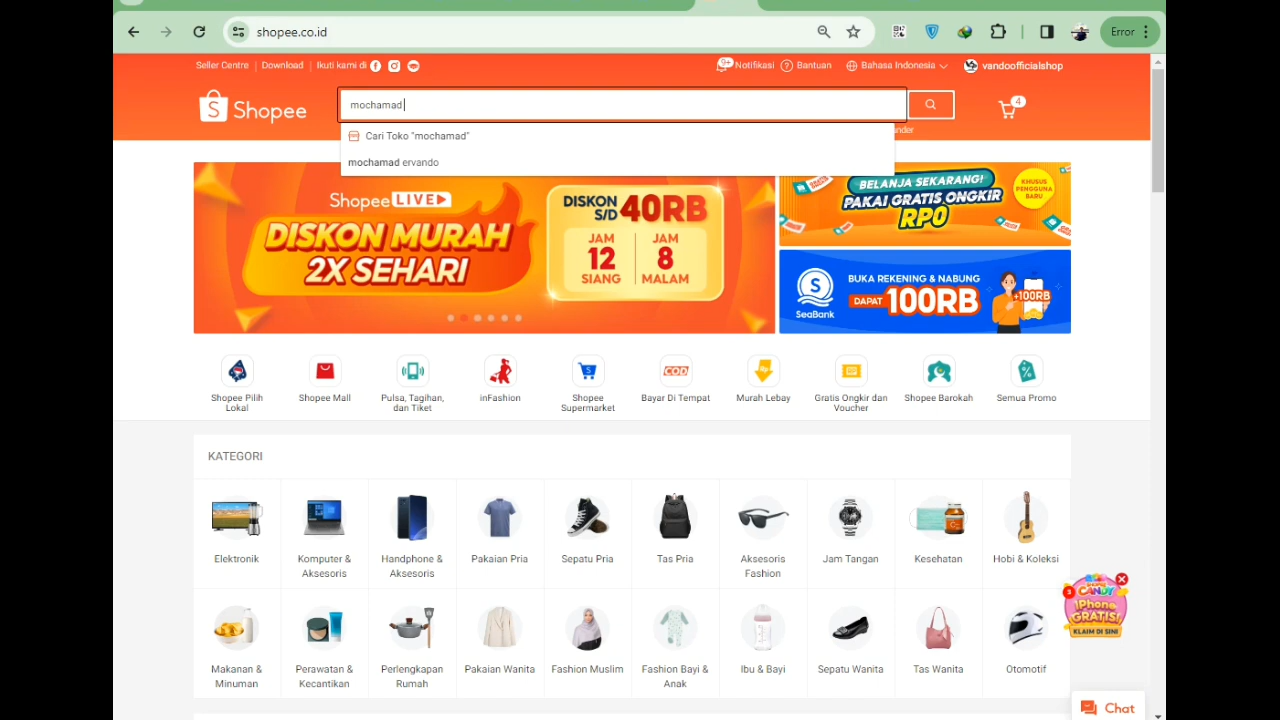 shopee.co.id
Error
Seller Centre | Download | Ikuti kami di
9+ Notifikasi
Bantuan
Bahasa Indonesia
vandoofficialshop
Shopee
mochamad
4
Cari Toko "mochamad"
mochamad ervando
Shopee LIVE
DISKON MURAH
2X SEHARI
DISKON S/D 40RB
JAM 12 SIANG
JAM 8 MALAM
BELANJA SEKARANG!
PAKAI GRATIS ONGKIR
RP0
KHUSUS
PENGGUNA
BARU
SeaBank
BUKA REKENING & NABUNG
DAPAT 100RB
+100RB
Shopee Pilih
Lokal
Shopee Mall
Pulsa, Tagihan,
dan Tiket
inFashion
Shopee
Supermarket
COD
Bayar Di Tempat
Murah Lebay
Gratis Ongkir dan
Voucher
Shopee Barokah
Semua Promo
KATEGORI
Elektronik
Komputer &
Aksesoris
Handphone &
Aksesoris
Pakaian Pria
Sepatu Pria
Tas Pria
Aksesoris
Fashion
Jam Tangan
Kesehatan
Hobi & Koleksi
Makanan &
Minuman
Perawatan &
Kecantikan
Perlengkapan
Rumah
Pakaian Wanita
Fashion Muslim
Fashion Bayi &
Anak
Ibu & Bayi
Sepatu Wanita
Tas Wanita
Otomotif
3
CANDY
iPhone
GRATIS!
KLAIM DI SINI
Chat